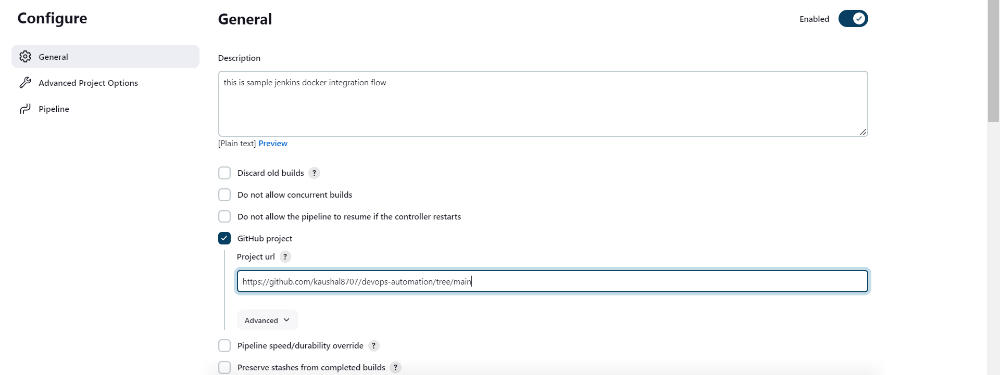 Configure
General
Advanced Project Options
Pipeline
General
Enabled
Description
this is sample jenkins docker integration flow
[Plain text] Preview
Discard old builds ?
Do not allow concurrent builds
Do not allow the pipeline to resume if the controller restarts
GitHub project
Project url ?
https://github.com/kaushal8707/devops-automation/tree/main
Advanced
Pipeline speed/durability override ?
Preserve stashes from completed builds ?